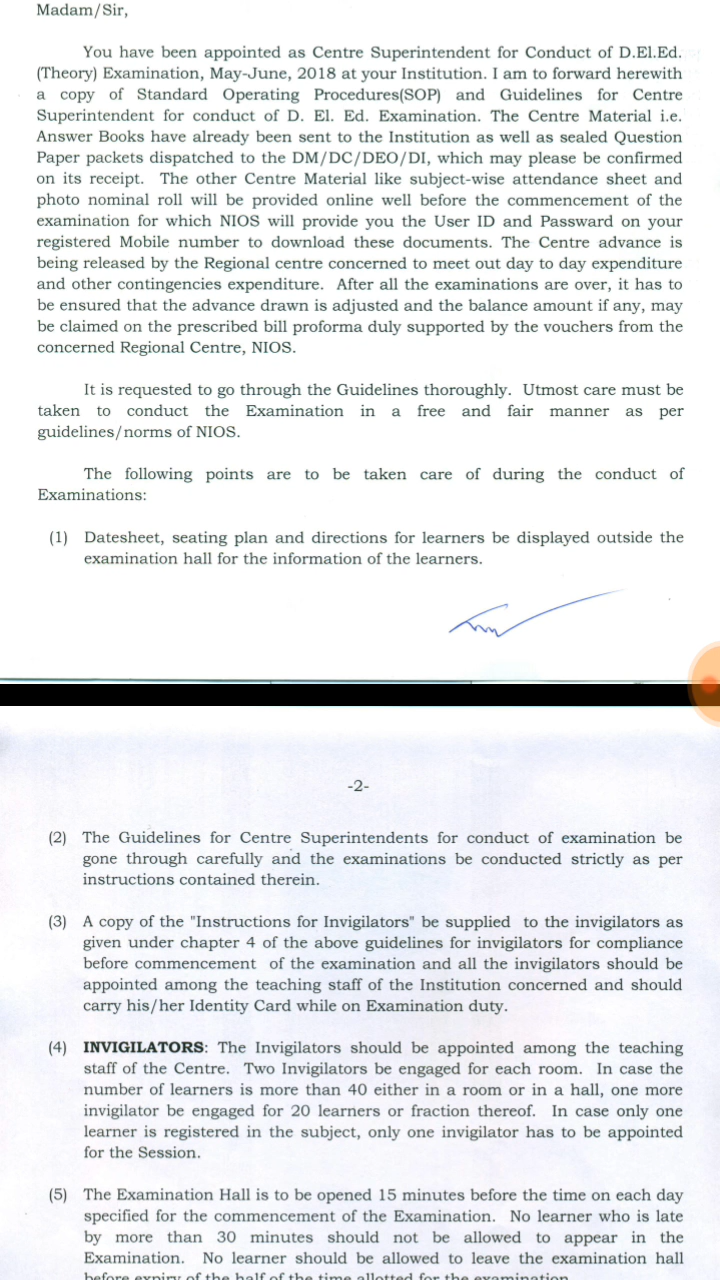 Madam/Sir,
You have been appointed as Centre Superintendent for Conduct of D.El.Ed.
(Theory) Examination, May-June, 2018 at your Institution. I am to forward herewith
a copy of Standard Operating Procedures(SOP) and Guidelines for Centre
Superintendent for conduct of D. El. Ed. Examination. The Centre Material i.e.
Answer Books have already been sent to the Institution as well as sealed Question
Paper packets dispatched to the DM/DC/DEO/DI, which may please be confirmed
on its receipt. The other Centre Material like subject-wise attendance sheet and
photo nominal roll will be provided online well before the commencement of the
examination for which NIOS will provide you the User ID and Passward on your
registered Mobile number to download these documents. The Centre advance is
being released by the Regional centre concerned to meet out day to day expenditure
and other contingencies expenditure. After all the examinations are over, it has to
be ensured that the advance drawn is adjusted and the balance amount if any, may
be claimed on the prescribed bill proforma duly supported by the vouchers from the
concerned Regional Centre, NIOS.
It is requested to go through the Guidelines thoroughly. Utmost care must be
taken to conduct the Examination in a free and fair manner as per
guidelines/norms of NIOS.
The following points are to be taken care of during the conduct of
Examinations:
(1) Datesheet, seating plan and directions for learners be displayed outside the
examination hall for the information of the learners.
-2-
(2) The Guidelines for Centre Superintendents for conduct of examination be
gone through carefully and the examinations be conducted strictly as per
instructions contained therein.
(3) A copy of the "Instructions for Invigilators" be supplied to the invigilators as
given under chapter 4 of the above guidelines for invigilators for compliance
before commencement of the examination and all the invigilators should be
appointed among the teaching staff of the Institution concerned and should
carry his/her Identity Card while on Examination duty.
(4) INVIGILATORS: The Invigilators should be appointed among the teaching
staff of the Centre. Two Invigilators be engaged for each room. In case the
number of learners is more than 40 either in a room or in a hall, one more
invigilator be engaged for 20 learners or fraction thereof. In case only one
learner is registered in the subject, only one invigilator has to be appointed
for the Session.
(5) The Examination Hall is to be opened 15 minutes before the time on each day
specified for the commencement of the Examination. No learner who is late
by more than 30 minutes should not be allowed to appear in the
Examination. No learner should be allowed to leave the examination hall
before expiry of the half of the time allotted for the examination